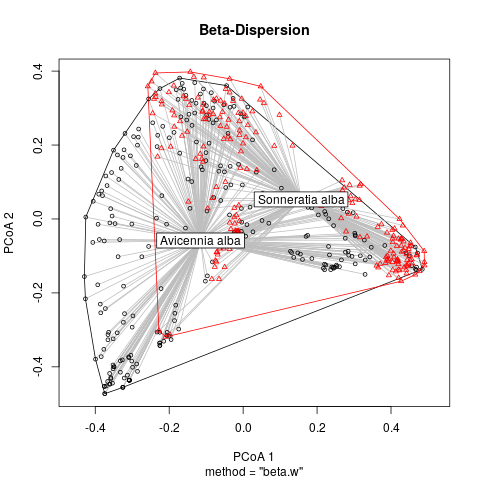 Beta-Dispersion
0.4
0.2
0.0
-0.2
-0.4
PCoA 2
Sonneratia alba
Avicennia alba
-0.4 -0.2 0.0 0.2 0.4
PCoA 1
method = "beta.w"